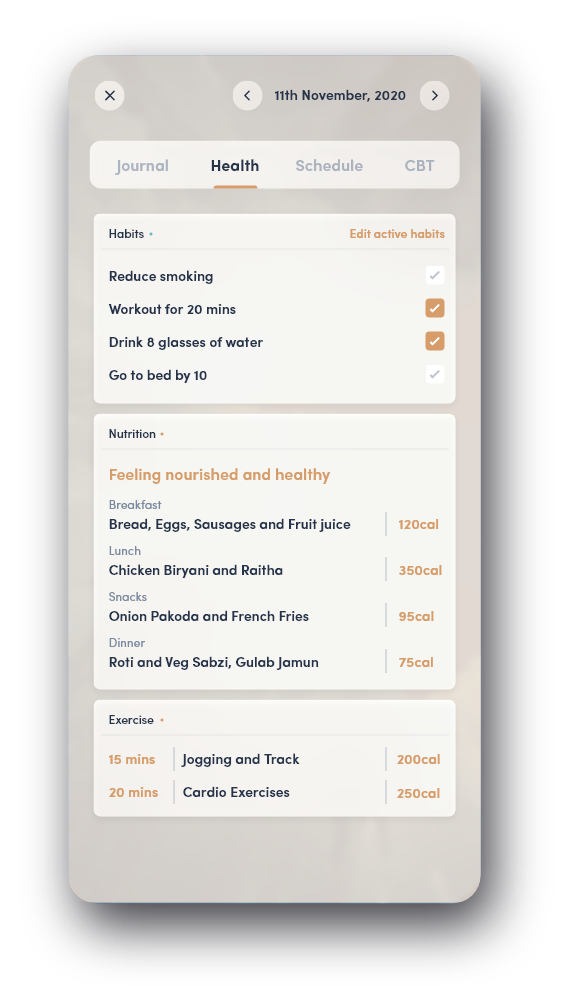 11th November, 2020
Journal Health Schedule CBT
Habits Edit active habits
Reduce smoking
Workout for 20 mins
Drink 8 glasses of water
Go to bed by 10
Nutrition
Feeling nourished and healthy
Breakfast
Bread, Eggs, Sausages and Fruit juice 120cal
Lunch
Chicken Biryani and Raitha 350cal
Snacks
Onion Pakoda and French Fries 95cal
Dinner
Roti and Veg Sabzi, Gulab Jamun 75cal
Exercise
15 mins Jogging and Track 200cal
20 mins Cardio Exercises 250cal